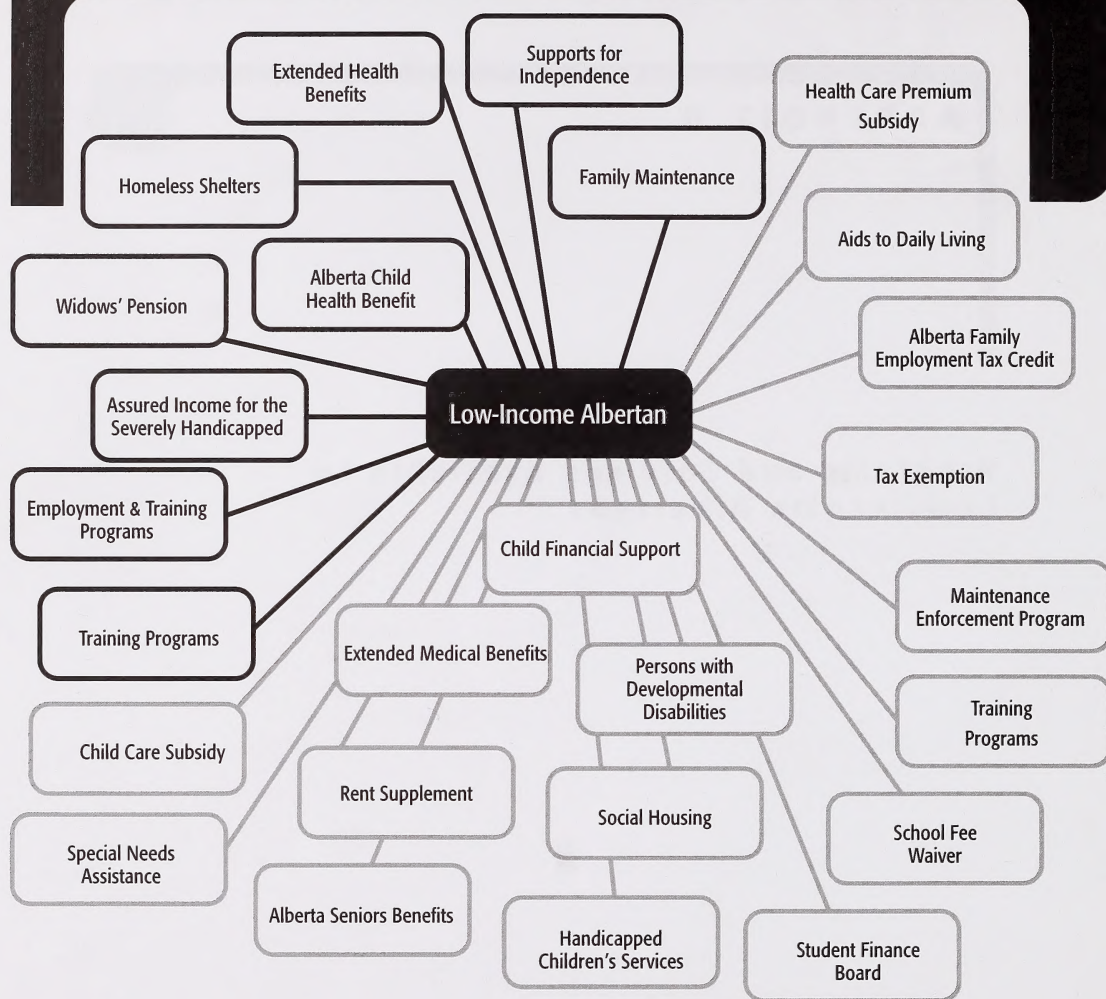 Extended Health
Benefits
Supports for
Independence
Health Care Premium
Subsidy
Homeless Shelters
Family Maintenance
Aids to Daily Living
Widows' Pension
Alberta Child
Health Benefit
Alberta Family
Employment Tax Credit
Assured Income for the
Severely Handicapped
Low-Income Albertan
Tax Exemption
Employment & Training
Programs
Child Financial Support
Maintenance
Enforcement Program
Training Programs
Extended Medical Benefits
Persons with
Developmental
Disabilities
Training
Programs
Child Care Subsidy
Rent Supplement
Social Housing
School Fee
Waiver
Special Needs
Assistance
Alberta Seniors Benefits
Handicapped
Children's Services
Student Finance
Board